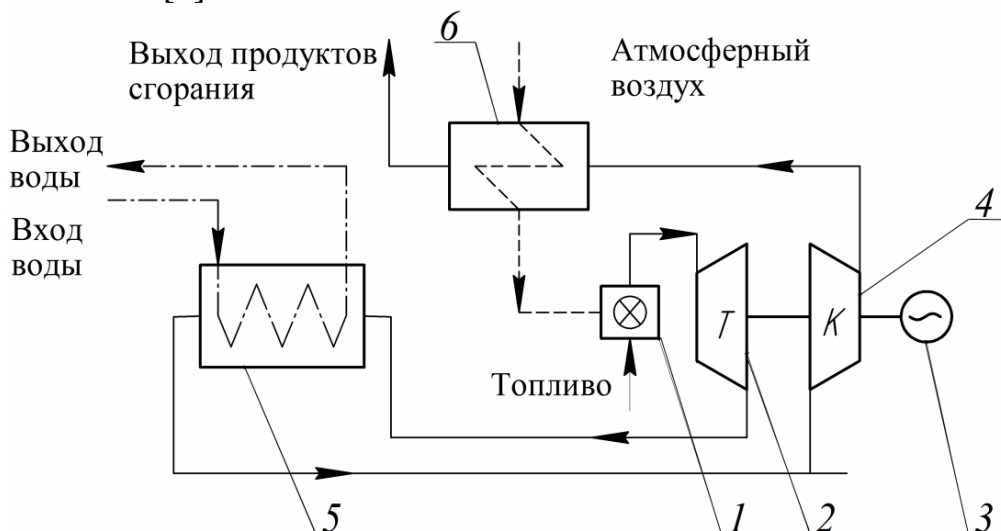 6
Выход продуктов
сгорания
Атмосферный
воздух
Выход
воды
Вход
воды
4
Т
К
Топливо
5
1
2
3